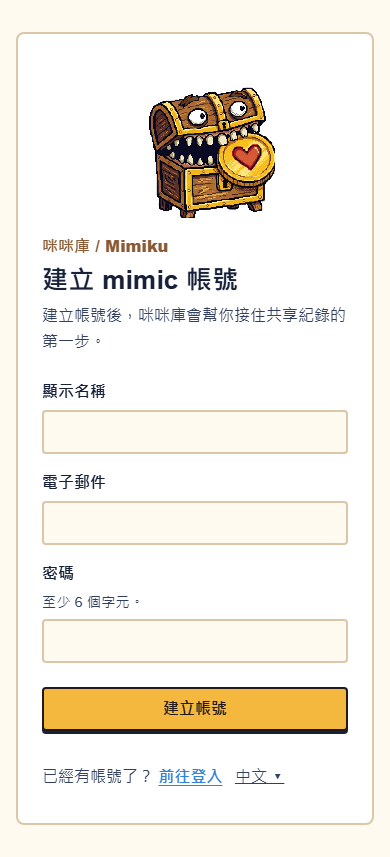 咪咪庫 / Mimiku
建立 mimic 帳號
建立帳號後，咪咪庫會幫你接住共享紀錄的
第一步。
顯示名稱
電子郵件
密碼
至少 6 個字元。
建立帳號
已經有帳號了？ 前往登入 中文 ▼